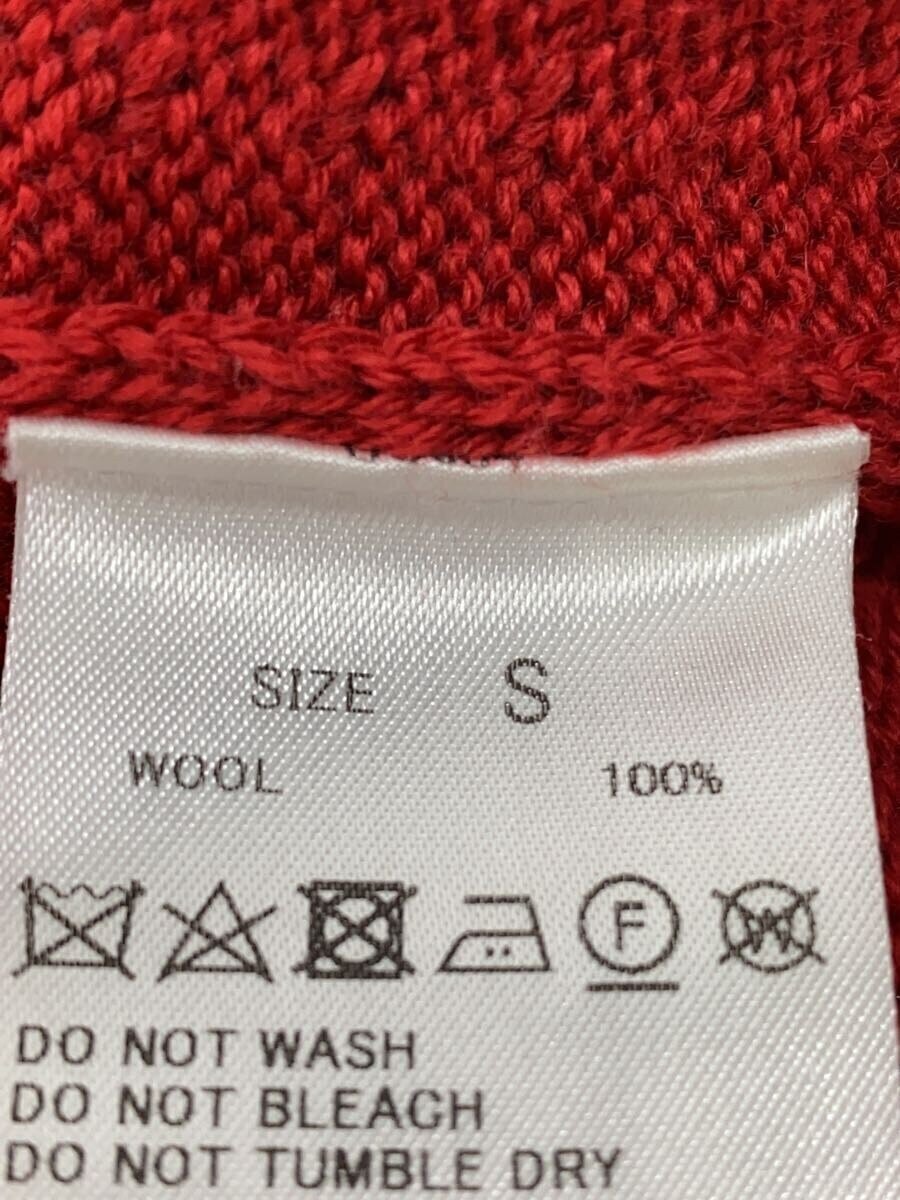 SIZE S
WOOL 100%
F W
DO NOT WASH
DO NOT BLEACH
DO NOT TUMBLE DRY